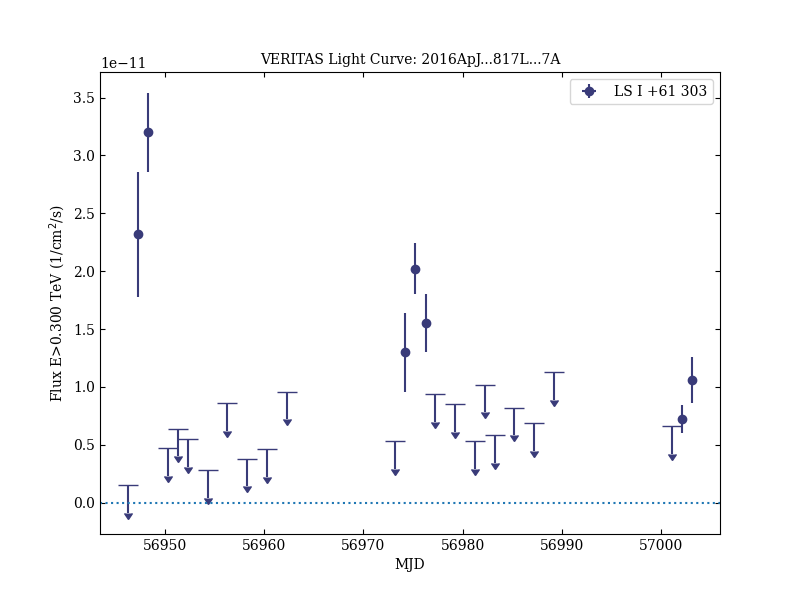 VERITAS Light Curve: 2016ApJ...817L...7A
1e−11
LS I +61 303
3.5
3.0
2.5
2.0
1.5
1.0
0.5
0.0
Flux E>0.300 TeV (1/cm²/s)
56950 56960 56970 56980 56990 57000
MJD